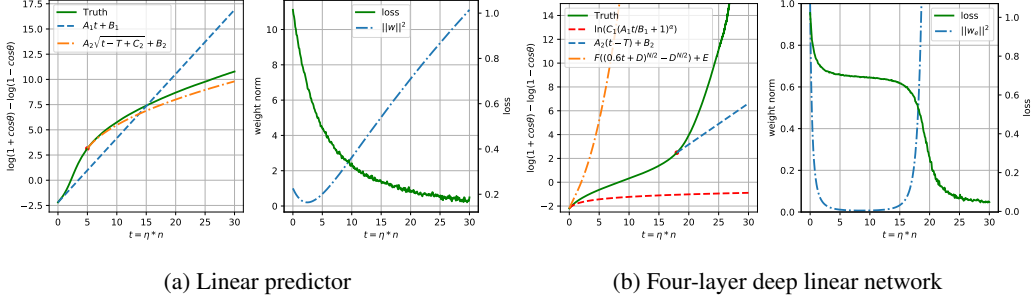 log(1 + cosθ) − log(1 − cosθ)
17.5
15.0
12.5
10.0
7.5
5.0
2.5
0.0
−2.5
Truth
A₁t + B₁
A₂√(t − T + C₂) + B₂
0 5 10 15 20 25 30
t = η * n
weight norm
10
8
6
4
2
0
loss
||w||²
0 5 10 15 20 25 30
t = η * n
1.0
0.8
0.6
0.4
0.2
loss
log(1 + cosθ) − log(1 − cosθ)
14
12
10
8
6
4
2
0
−2
Truth
ln(C₁(A₁t/B₁ + 1)ᵅ)
A₂(t − T) + B₂
F((0.6t + D)^{N/2} − D^{N/2}) + E
0 5 10 15 20 25 30
t = η * n
weight norm
1.0
0.8
0.6
0.4
0.2
0.0
loss
||wₑ||²
0 5 10 15 20 25 30
t = η * n
1.0
0.8
0.6
0.4
0.2
0.0
loss
(a) Linear predictor
(b) Four-layer deep linear network